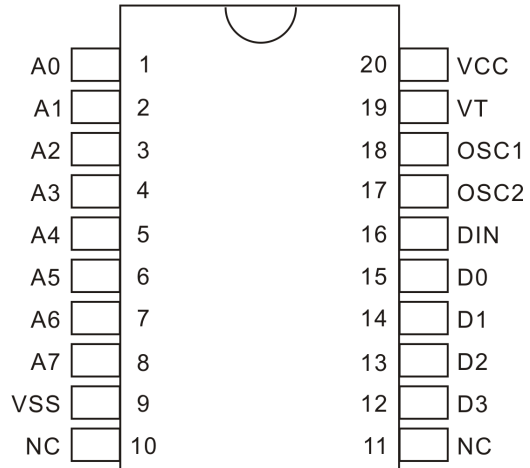 A0 1 20 VCC
A1 2 19 VT
A2 3 18 OSC1
A3 4 17 OSC2
A4 5 16 DIN
A5 6 15 D0
A6 7 14 D1
A7 8 13 D2
VSS 9 12 D3
NC 10 11 NC